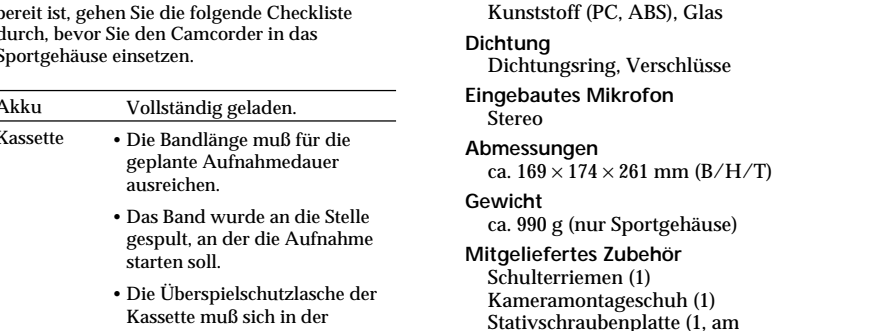 bereit ist, gehen Sie die folgende Checkliste
durch, bevor Sie den Camcorder in das
Sportgehäuse einsetzen.
Akku Vollständig geladen.
Kassette • Die Bandlänge muß für die
geplante Aufnahmedauer
ausreichen.
• Das Band wurde an die Stelle
gespult, an der die Aufnahme
starten soll.
• Die Überspielschutzlasche der
Kassette muß sich in der
Kunststoff (PC, ABS), Glas
Dichtung
Dichtungsring, Verschlüsse
Eingebautes Mikrofon
Stereo
Abmessungen
ca. 169 × 174 × 261 mm (B/H/T)
Gewicht
ca. 990 g (nur Sportgehäuse)
Mitgeliefertes Zubehör
Schulterriemen (1)
Kameramontageschuh (1)
Stativschraubenplatte (1, am